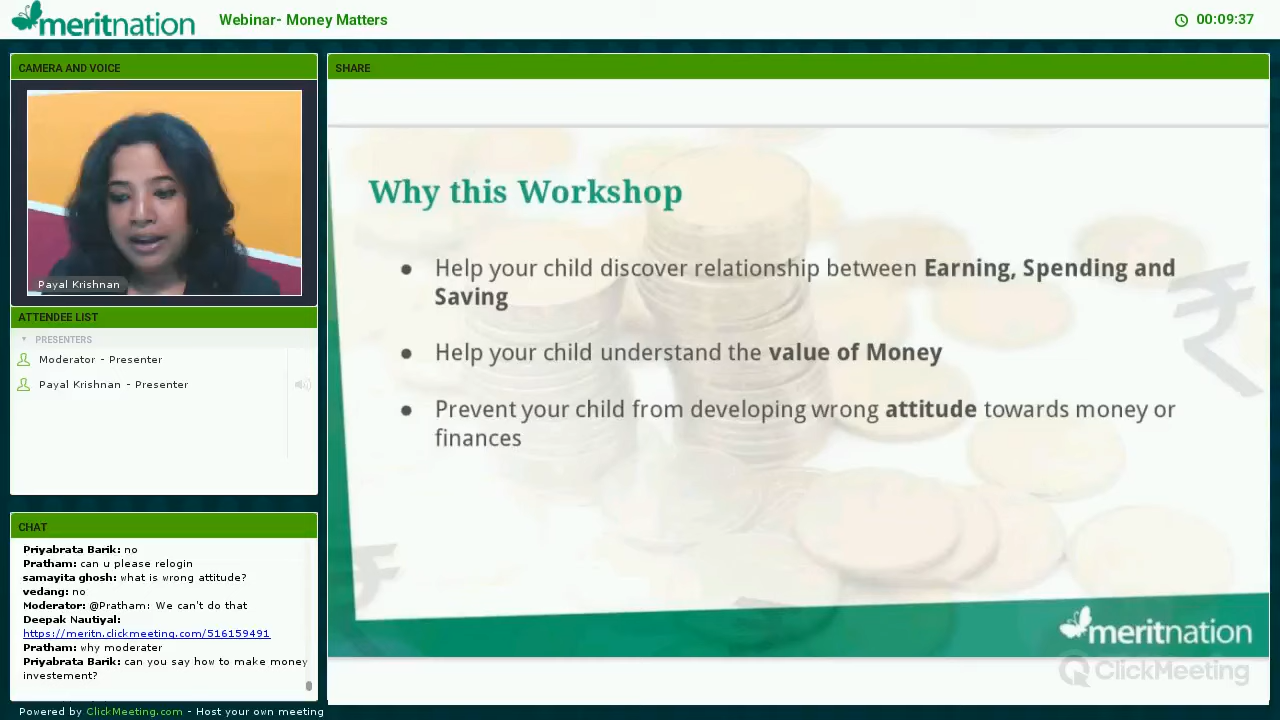 meritnation
Webinar- Money Matters
00:09:37
CAMERA AND VOICE
Payal Krishnan
ATTENDEE LIST
PRESENTERS
Moderator - Presenter
Payal Krishnan - Presenter
CHAT
Priyabrata Barik: no
Pratham: can u please relogin
samayita ghosh: what is wrong attitude?
vedang: no
Moderator: @Pratham: We can't do that
Deepak Nautiyal:
https://meritn.clickmeeting.com/516159491
Pratham: why moderater
Priyabrata Barik: can you say how to make money
investement?
SHARE
Why this Workshop
● Help your child discover relationship between Earning, Spending and
Saving
● Help your child understand the value of Money
● Prevent your child from developing wrong attitude towards money or
finances
₹
meritnation
ClickMeeting
Powered by ClickMeeting.com - Host your own meeting